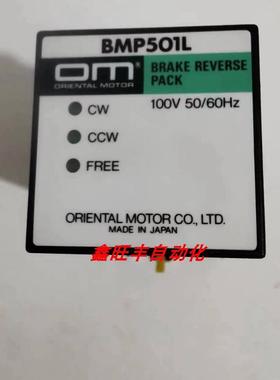 BMP501L
OM
ORIENTAL MOTOR
BRAKE REVERSE
PACK
CW
100V 50/60Hz
CCW
FREE
ORIENTAL MOTOR CO., LTD.
MADE IN JAPAN
鑫旺丰自动化